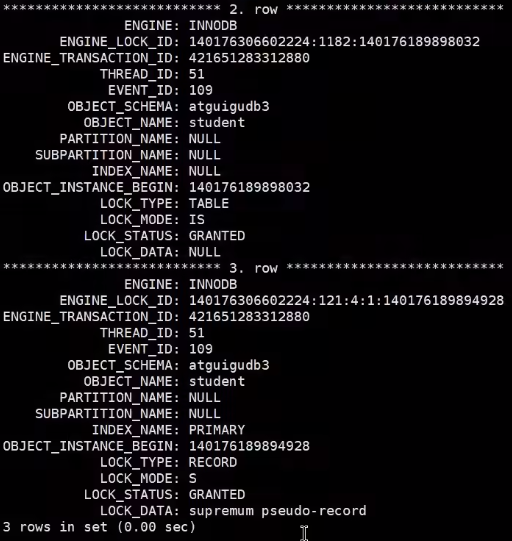 *************************** 2. row ***************************
ENGINE: INNODB
ENGINE_LOCK_ID: 140176306602224:1182:140176189898032
ENGINE_TRANSACTION_ID: 421651283312880
THREAD_ID: 51
EVENT_ID: 109
OBJECT_SCHEMA: atguigudb3
OBJECT_NAME: student
PARTITION_NAME: NULL
SUBPARTITION_NAME: NULL
INDEX_NAME: NULL
OBJECT_INSTANCE_BEGIN: 140176189898032
LOCK_TYPE: TABLE
LOCK_MODE: IS
LOCK_STATUS: GRANTED
LOCK_DATA: NULL
*************************** 3. row ***************************
ENGINE: INNODB
ENGINE_LOCK_ID: 140176306602224:121:4:1:140176189894928
ENGINE_TRANSACTION_ID: 421651283312880
THREAD_ID: 51
EVENT_ID: 109
OBJECT_SCHEMA: atguigudb3
OBJECT_NAME: student
PARTITION_NAME: NULL
SUBPARTITION_NAME: NULL
INDEX_NAME: PRIMARY
OBJECT_INSTANCE_BEGIN: 140176189894928
LOCK_TYPE: RECORD
LOCK_MODE: S
LOCK_STATUS: GRANTED
LOCK_DATA: supremum pseudo-record
3 rows in set (0.00 sec)